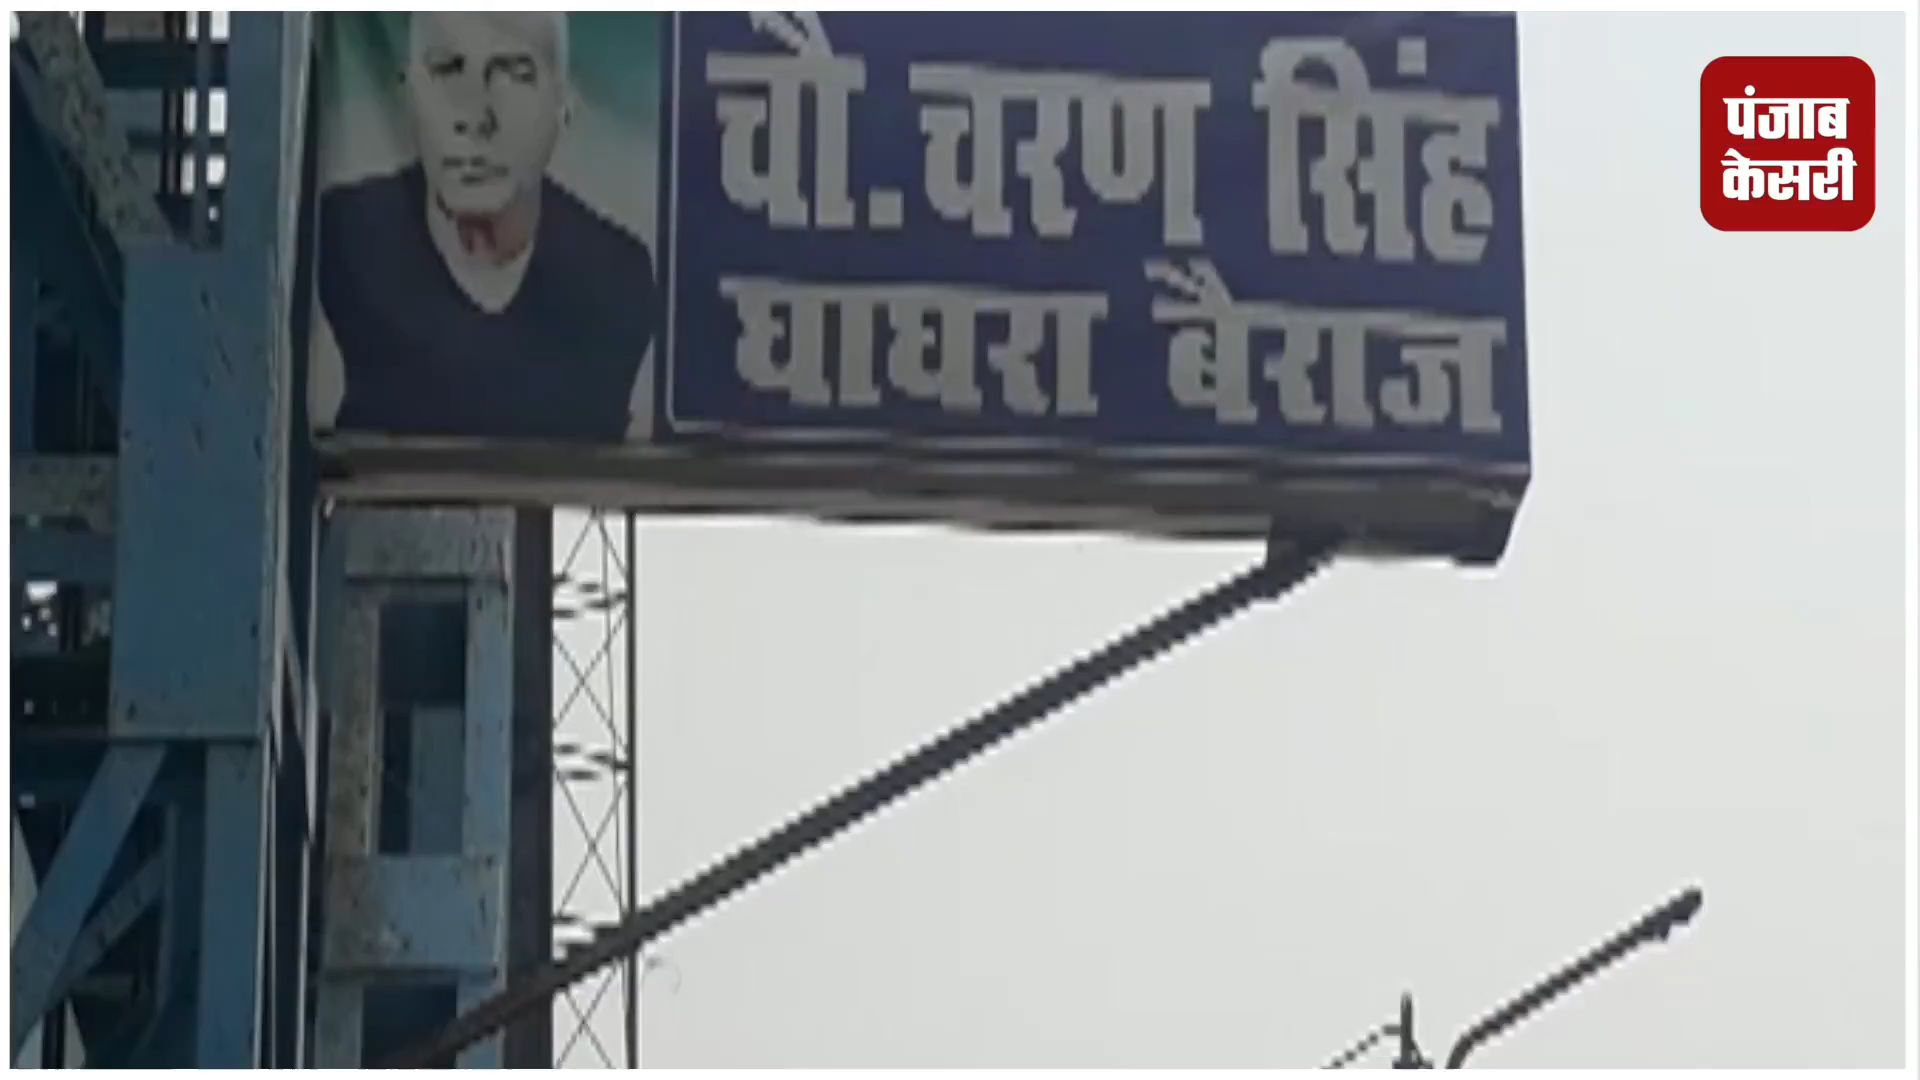 चौ. चरण सिंह
घाघरा बैराज
पंजाब
केसरी